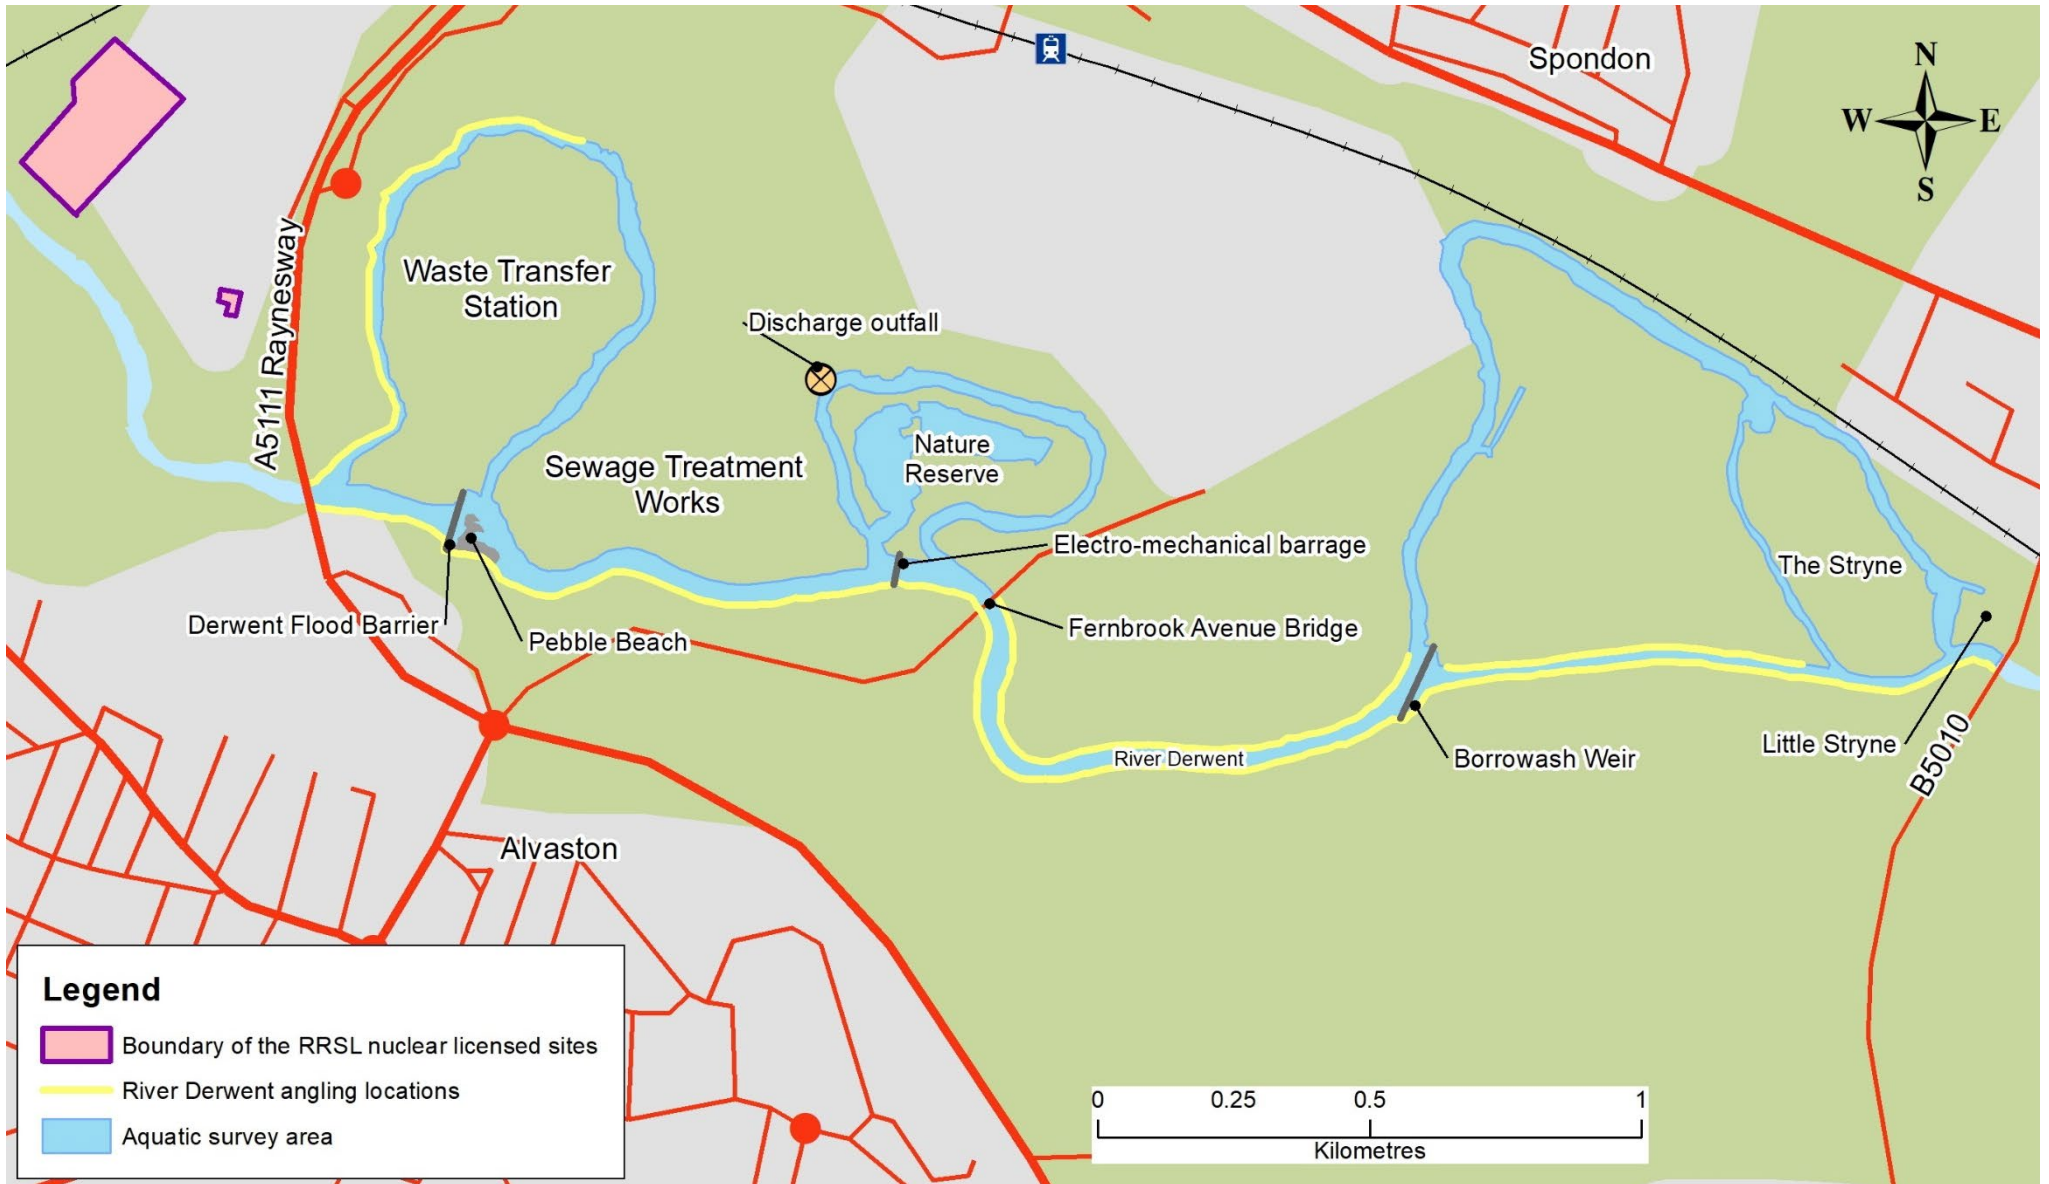 Spondon
N
W
E
S
A5111 Raynesway
Waste Transfer
Station
Discharge outfall
Nature
Reserve
Sewage Treatment
Works
Electro-mechanical barrage
The Stryne
Derwent Flood Barrier
Pebble Beach
Fernbrook Avenue Bridge
River Derwent
Borrowash Weir
Little Stryne
B5010
Alvaston
Legend
Boundary of the RRSL nuclear licensed sites
River Derwent angling locations
Aquatic survey area
0 0.25 0.5 1
Kilometres